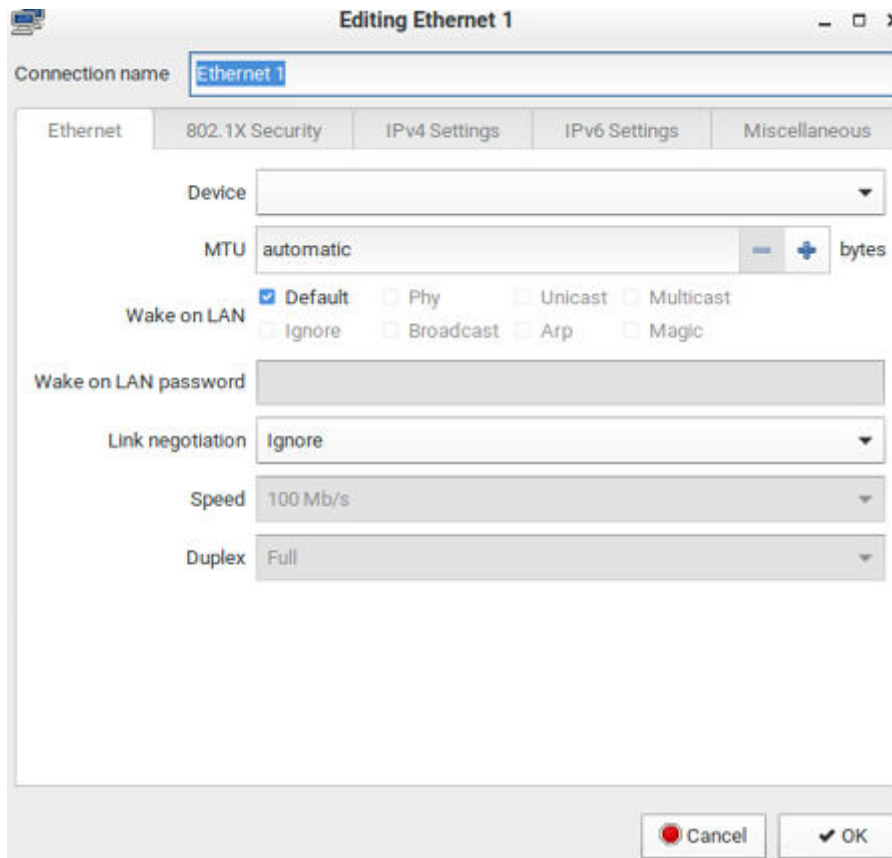 Editing Ethernet 1
Connection name Ethernet 1
Ethernet 802.1X Security IPv4 Settings IPv6 Settings Miscellaneous
Device
MTU automatic bytes
Wake on LAN
Default Phy Unicast Multicast
Ignore Broadcast Arp Magic
Wake on LAN password
Link negotiation Ignore
Speed 100 Mb/s
Duplex Full
Cancel OK